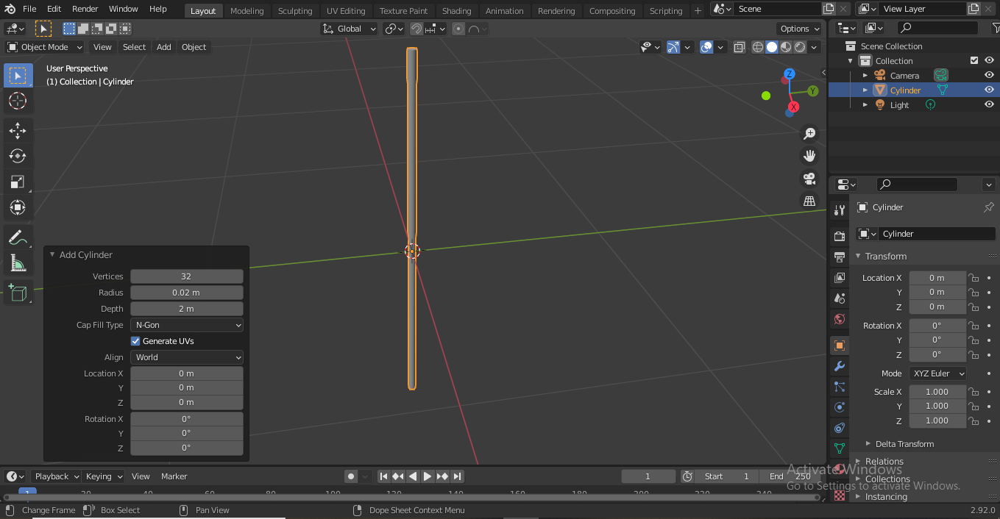 File Edit Render Window Help Layout Modeling Sculpting UV Editing Texture Paint Shading Animation Rendering Compositing Scripting + Scene View Layer
Global Options
Object Mode View Select Add Object
User Perspective
(1) Collection | Cylinder
Z
Y
X
Scene Collection
Collection
Camera
Cylinder
Light
Add Cylinder
Vertices 32
Radius 0.02 m
Depth 2 m
Cap Fill Type N-Gon
Generate UVs
Align World
Location X 0 m
Y 0 m
Z 0 m
Rotation X 0°
Y 0°
Z 0°
Cylinder
Cylinder
Transform
Location X 0 m
Y 0 m
Z 0 m
Rotation X 0°
Y 0°
Z 0°
Mode XYZ Euler
Scale X 1.000
Y 1.000
Z 1.000
Delta Transform
Relations
Collections
Instancing
Activate Windows
Go to Settings to activate Windows.
Playback Keying View Marker 1 Start 1 End 250
1 20 40 60 80 100 120 140 160 180 200 220 240
Change Frame Box Select Pan View Dope Sheet Context Menu 2.92.0